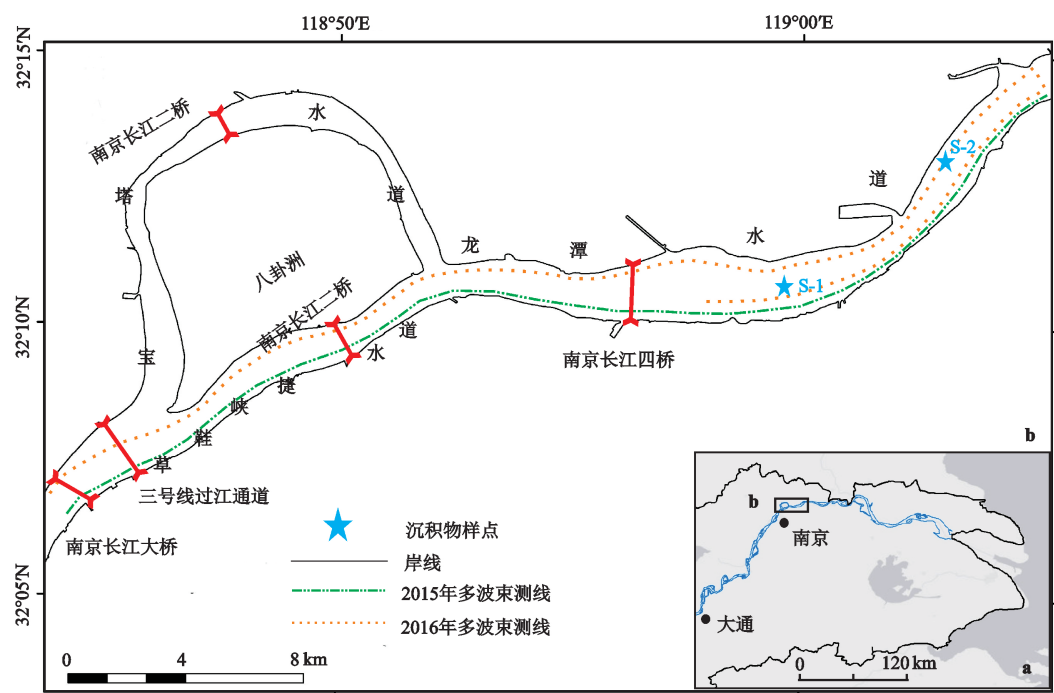 118°50′E
119°00′E
32°15′N
32°10′N
32°05′N
南京长江二桥
水
道
塔
宝
八卦洲
南京长江二桥
龙
潭
水
道
S-2
S-1
南京长江四桥
水
道
捷
峡
鞋
草
三号线过江通道
南京长江大桥
沉积物样点
岸线
2015年多波束测线
2016年多波束测线
0 4 8 km
b
b
南京
大通
0 120 km
a